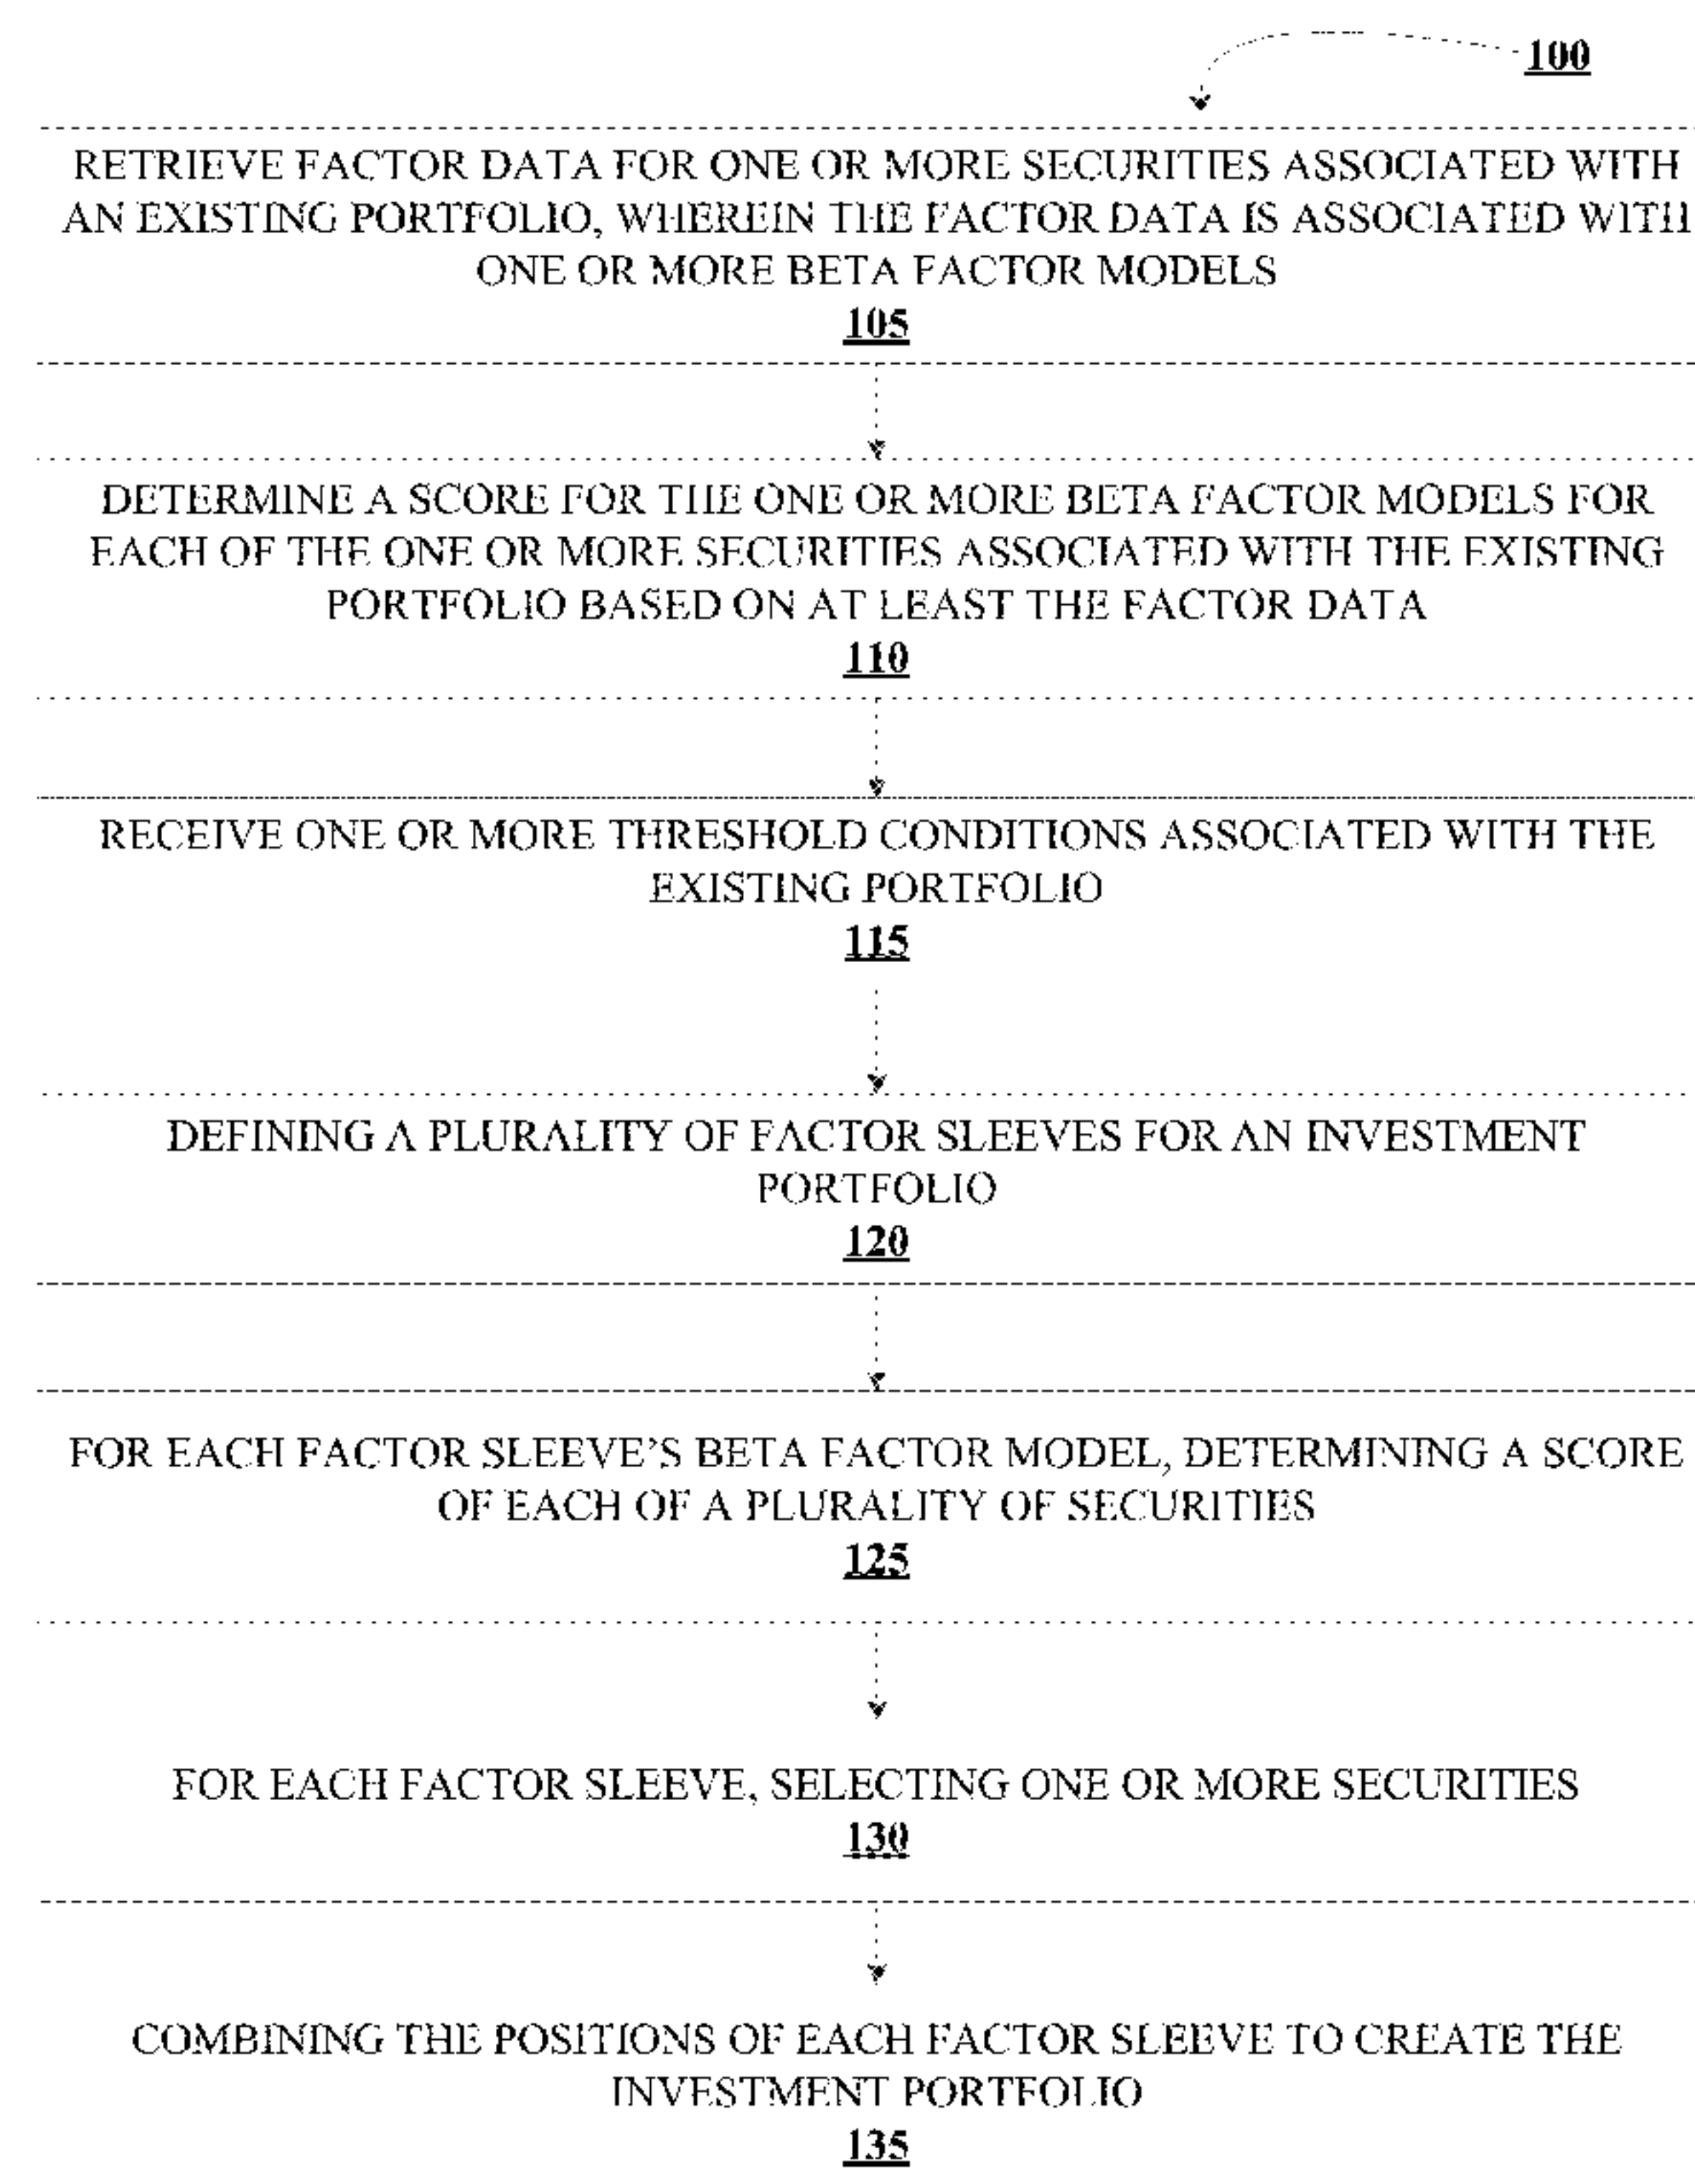 100
RETRIEVE FACTOR DATA FOR ONE OR MORE SECURITIES ASSOCIATED WITH
AN EXISTING PORTFOLIO, WHEREIN THE FACTOR DATA IS ASSOCIATED WITH
ONE OR MORE BETA FACTOR MODELS
105
DETERMINE A SCORE FOR THE ONE OR MORE BETA FACTOR MODELS FOR
EACH OF THE ONE OR MORE SECURITIES ASSOCIATED WITH THE EXISTING
PORTFOLIO BASED ON AT LEAST THE FACTOR DATA
110
RECEIVE ONE OR MORE THRESHOLD CONDITIONS ASSOCIATED WITH THE
EXISTING PORTFOLIO
115
DEFINING A PLURALITY OF FACTOR SLEEVES FOR AN INVESTMENT
PORTFOLIO
120
FOR EACH FACTOR SLEEVE’S BETA FACTOR MODEL, DETERMINING A SCORE
OF EACH OF A PLURALITY OF SECURITIES
125
FOR EACH FACTOR SLEEVE, SELECTING ONE OR MORE SECURITIES
130
COMBINING THE POSITIONS OF EACH FACTOR SLEEVE TO CREATE THE
INVESTMENT PORTFOLIO
135